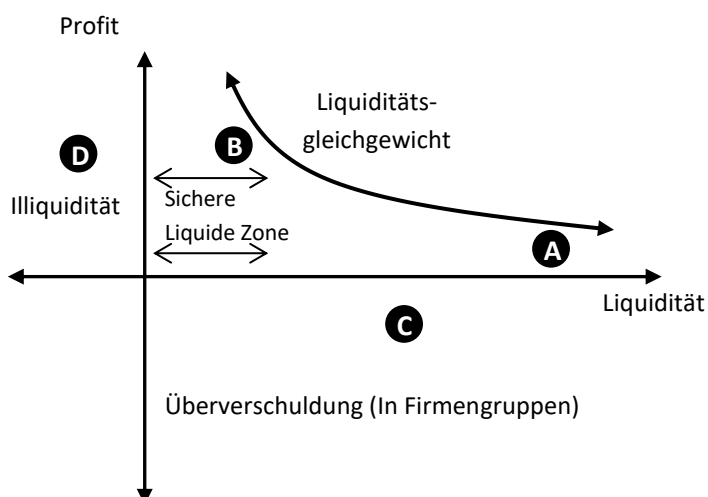 Profit
Liquiditäts-
gleichgewicht
B
D
Sichere
Illiquidität
Liquide Zone
A
Liquidität
C
Überverschuldung (In Firmengruppen)